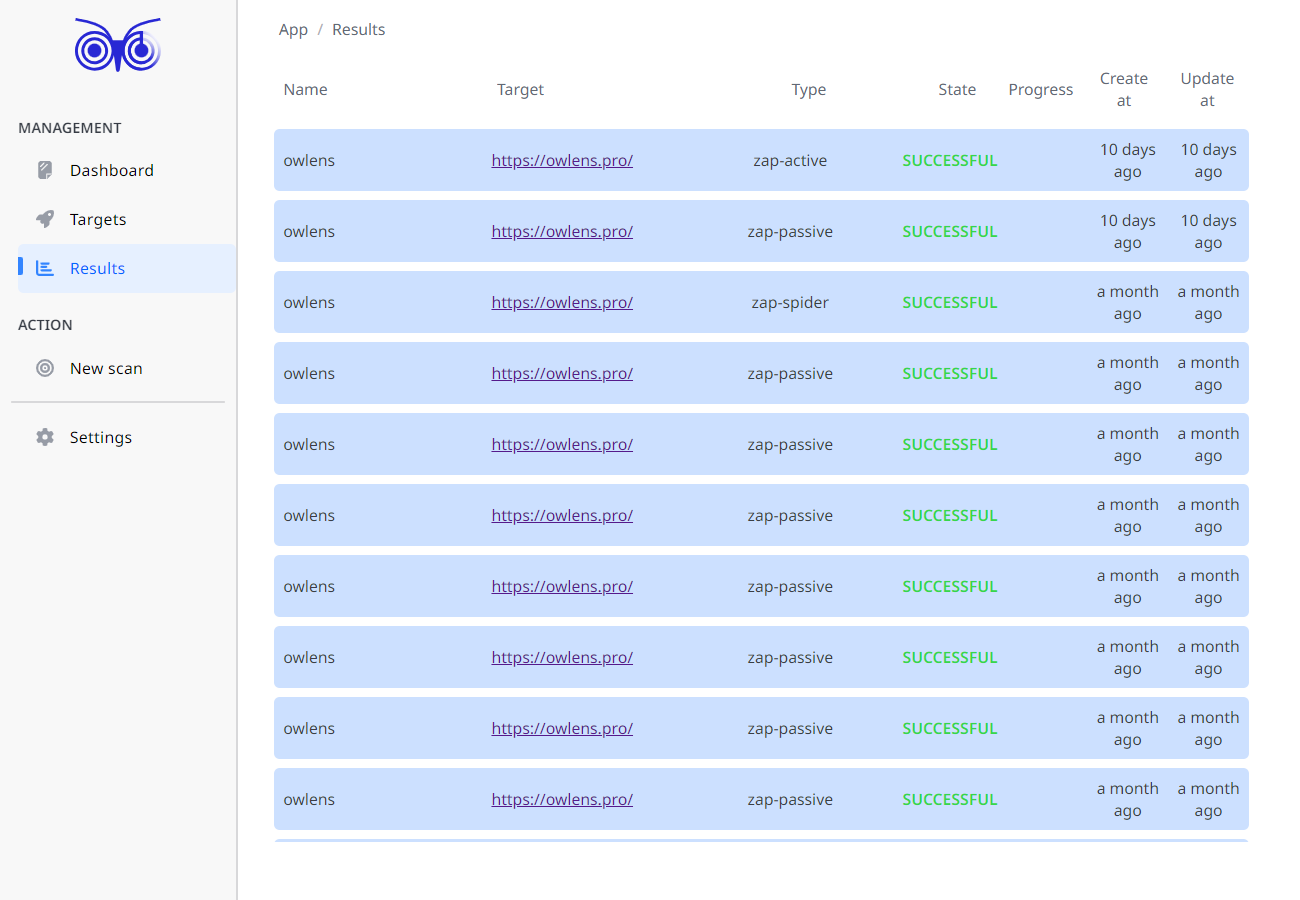 App / Results
MANAGEMENT
Dashboard
Targets
Results
ACTION
New scan
Settings
Name Target Type State Progress Create at Update at
owlens https://owlens.pro/ zap-active SUCCESSFUL 10 days ago 10 days ago
owlens https://owlens.pro/ zap-passive SUCCESSFUL 10 days ago 10 days ago
owlens https://owlens.pro/ zap-spider SUCCESSFUL a month ago a month ago
owlens https://owlens.pro/ zap-passive SUCCESSFUL a month ago a month ago
owlens https://owlens.pro/ zap-passive SUCCESSFUL a month ago a month ago
owlens https://owlens.pro/ zap-passive SUCCESSFUL a month ago a month ago
owlens https://owlens.pro/ zap-passive SUCCESSFUL a month ago a month ago
owlens https://owlens.pro/ zap-passive SUCCESSFUL a month ago a month ago
owlens https://owlens.pro/ zap-passive SUCCESSFUL a month ago a month ago
owlens https://owlens.pro/ zap-passive SUCCESSFUL a month ago a month ago